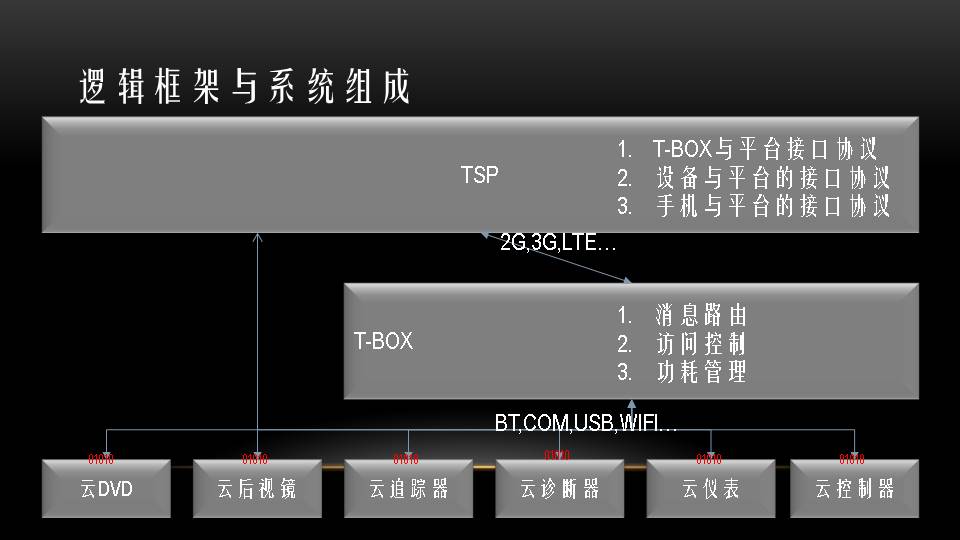 逻辑框架与系统组成
TSP
1. T-BOX与平台接口协议
2. 设备与平台的接口协议
3. 手机与平台的接口协议
2G,3G,LTE…
T-BOX
1. 消息路由
2. 访问控制
3. 功耗管理
BT,COM,USB,WIFI…
01010 01010 01010 01010 01010 01010
云DVD 云后视镜 云追踪器 云诊断器 云仪表 云控制器